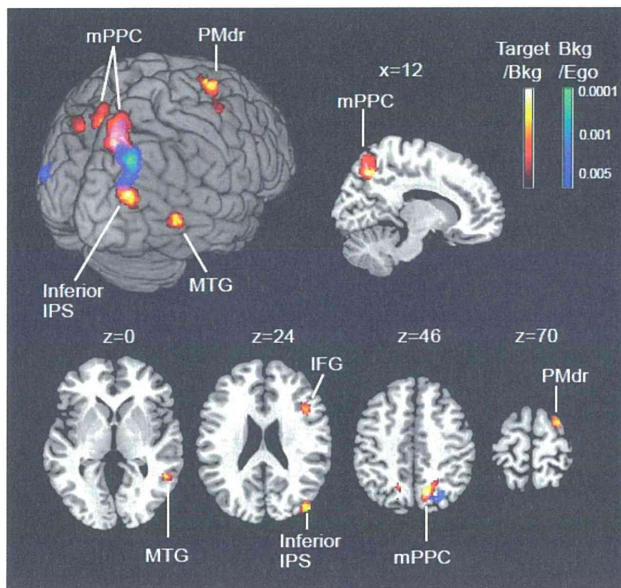 mPPC
PMdr
x=12
mPPC
Target
/Bkg
Bkg
/Ego
0.0001
0.001
0.005
Inferior
IPS
MTG
z=0
z=24
z=46
z=70
IFG
PMdr
MTG
Inferior
IPS
mPPC